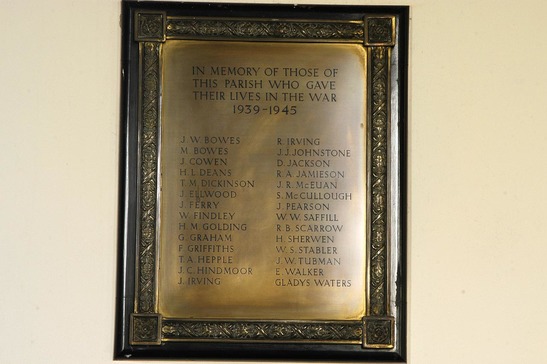 IN MEMORY OF THOSE OF
THIS PARISH WHO GAVE
THEIR LIVES IN THE WAR
1939-1945
J. W. BOWES
M. BOWES
J. COWEN
H. L. DEANS
T. M. DICKINSON
J. ELLWOOD
J. FERRY
W. FINDLEY
H. M. GOLDING
G. GRAHAM
F. GRIFFITHS
T. A. HEPPLE
J. C. HINDMOOR
J. IRVING
R. IRVING
J. J. JOHNSTONE
D. JACKSON
R. A. JAMIESON
J. R. McEUAN
S. McCULLOUGH
J. PEARSON
W. W. SAFFILL
R. B. SCARROW
H. SHERWEN
W. S. STABLER
J. W. TUBMAN
E. WALKER
GLADYS WATERS